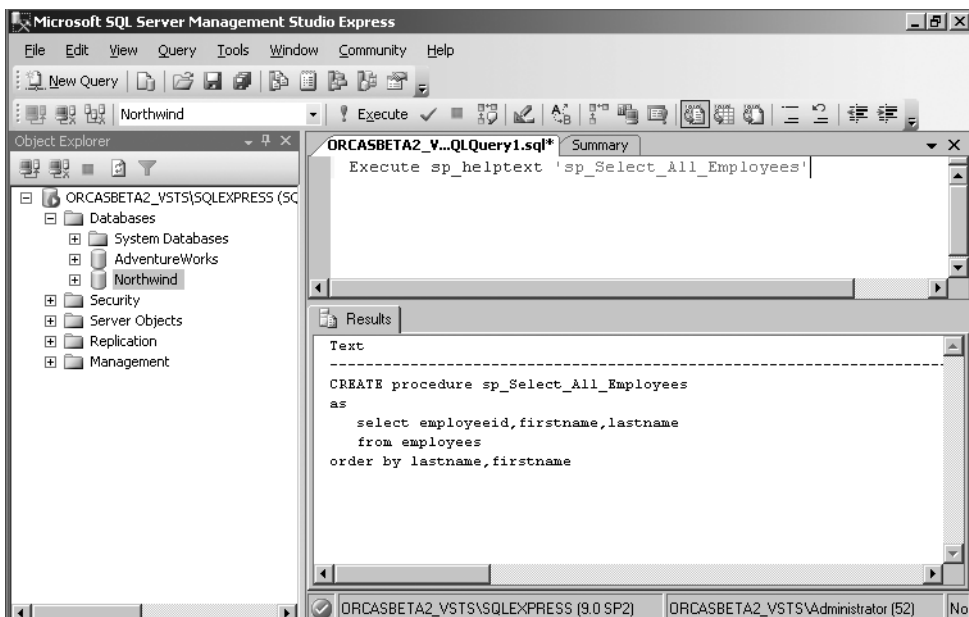 Microsoft SQL Server Management Studio Express
File Edit View Query Tools Window Community Help
New Query
Northwind
Execute
Object Explorer
ORCASBETA2_VSTS\SQLEXPRESS (SQ
Databases
System Databases
AdventureWorks
Northwind
Security
Server Objects
Replication
Management
ORCASBETA2_V...QLQuery1.sql* Summary
Execute sp_helptext 'sp_Select_All_Employees'
Results
Text
CREATE procedure sp_Select_All_Employees
as
select employeeid,firstname,lastname
from employees
order by lastname,firstname
ORCASBETA2_VSTS\SQLEXPRESS (9.0 SP2) ORCASBETA2_VSTS\Administrator (52) No